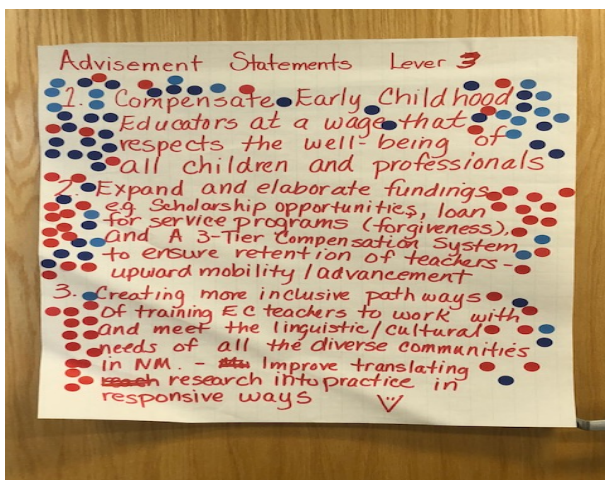 Advisement Statements Lever 3
1. Compensate Early Childhood
Educators at a wage that
respects the well-being of
all children and professionals
2. Expand and elaborate fundings
e.g. Scholarship opportunities, loan
for service programs (forgiveness),
and A 3-Tier Compensation System
to ensure retention of teachers -
upward mobility/advancement
3. Creating more inclusive pathways
of training EC teachers to work with
and meet the linguistic/cultural
needs of all the diverse communities
in NM. - Improve translating
research into practice in
responsive ways